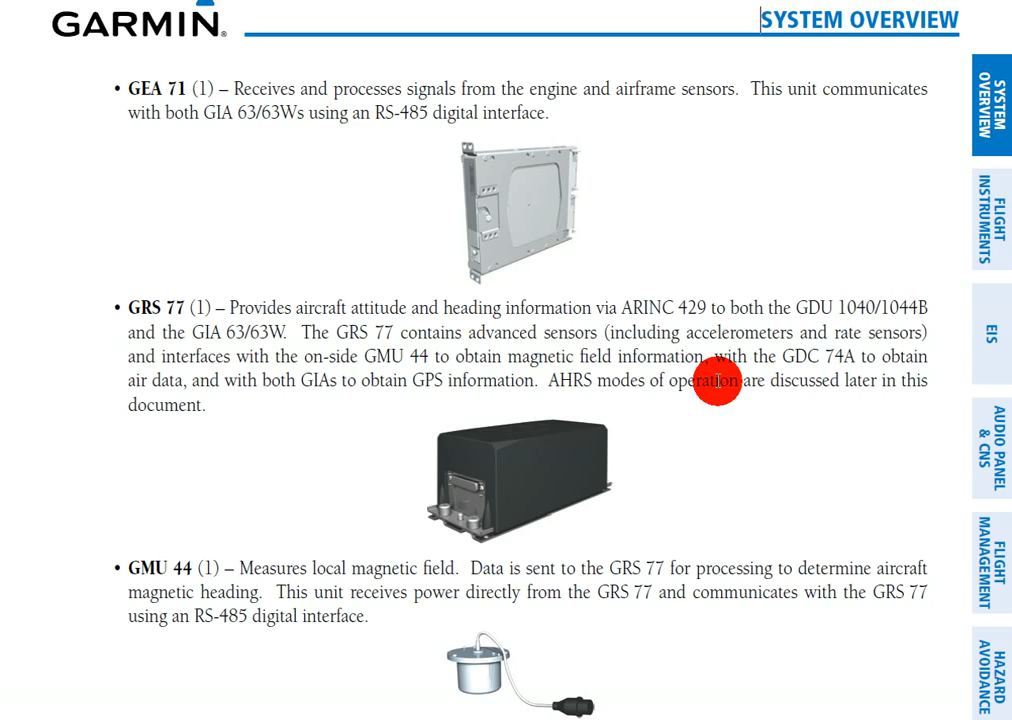 GARMIN®
SYSTEM OVERVIEW
• GEA 71 (1) – Receives and processes signals from the engine and airframe sensors. This unit communicates
with both GIA 63/63Ws using an RS-485 digital interface.
• GRS 77 (1) – Provides aircraft attitude and heading information via ARINC 429 to both the GDU 1040/1044B
and the GIA 63/63W. The GRS 77 contains advanced sensors (including accelerometers and rate sensors)
and interfaces with the on-side GMU 44 to obtain magnetic field information, with the GDC 74A to obtain
air data, and with both GIAs to obtain GPS information. AHRS modes of operation are discussed later in this
document.
• GMU 44 (1) – Measures local magnetic field. Data is sent to the GRS 77 for processing to determine aircraft
magnetic heading. This unit receives power directly from the GRS 77 and communicates with the GRS 77
using an RS-485 digital interface.
SYSTEM
OVERVIEW
FLIGHT
INSTRUMENTS
EIS
AUDIO PANEL
& CNS
FLIGHT
MANAGEMENT
HAZARD
AVOIDANCE